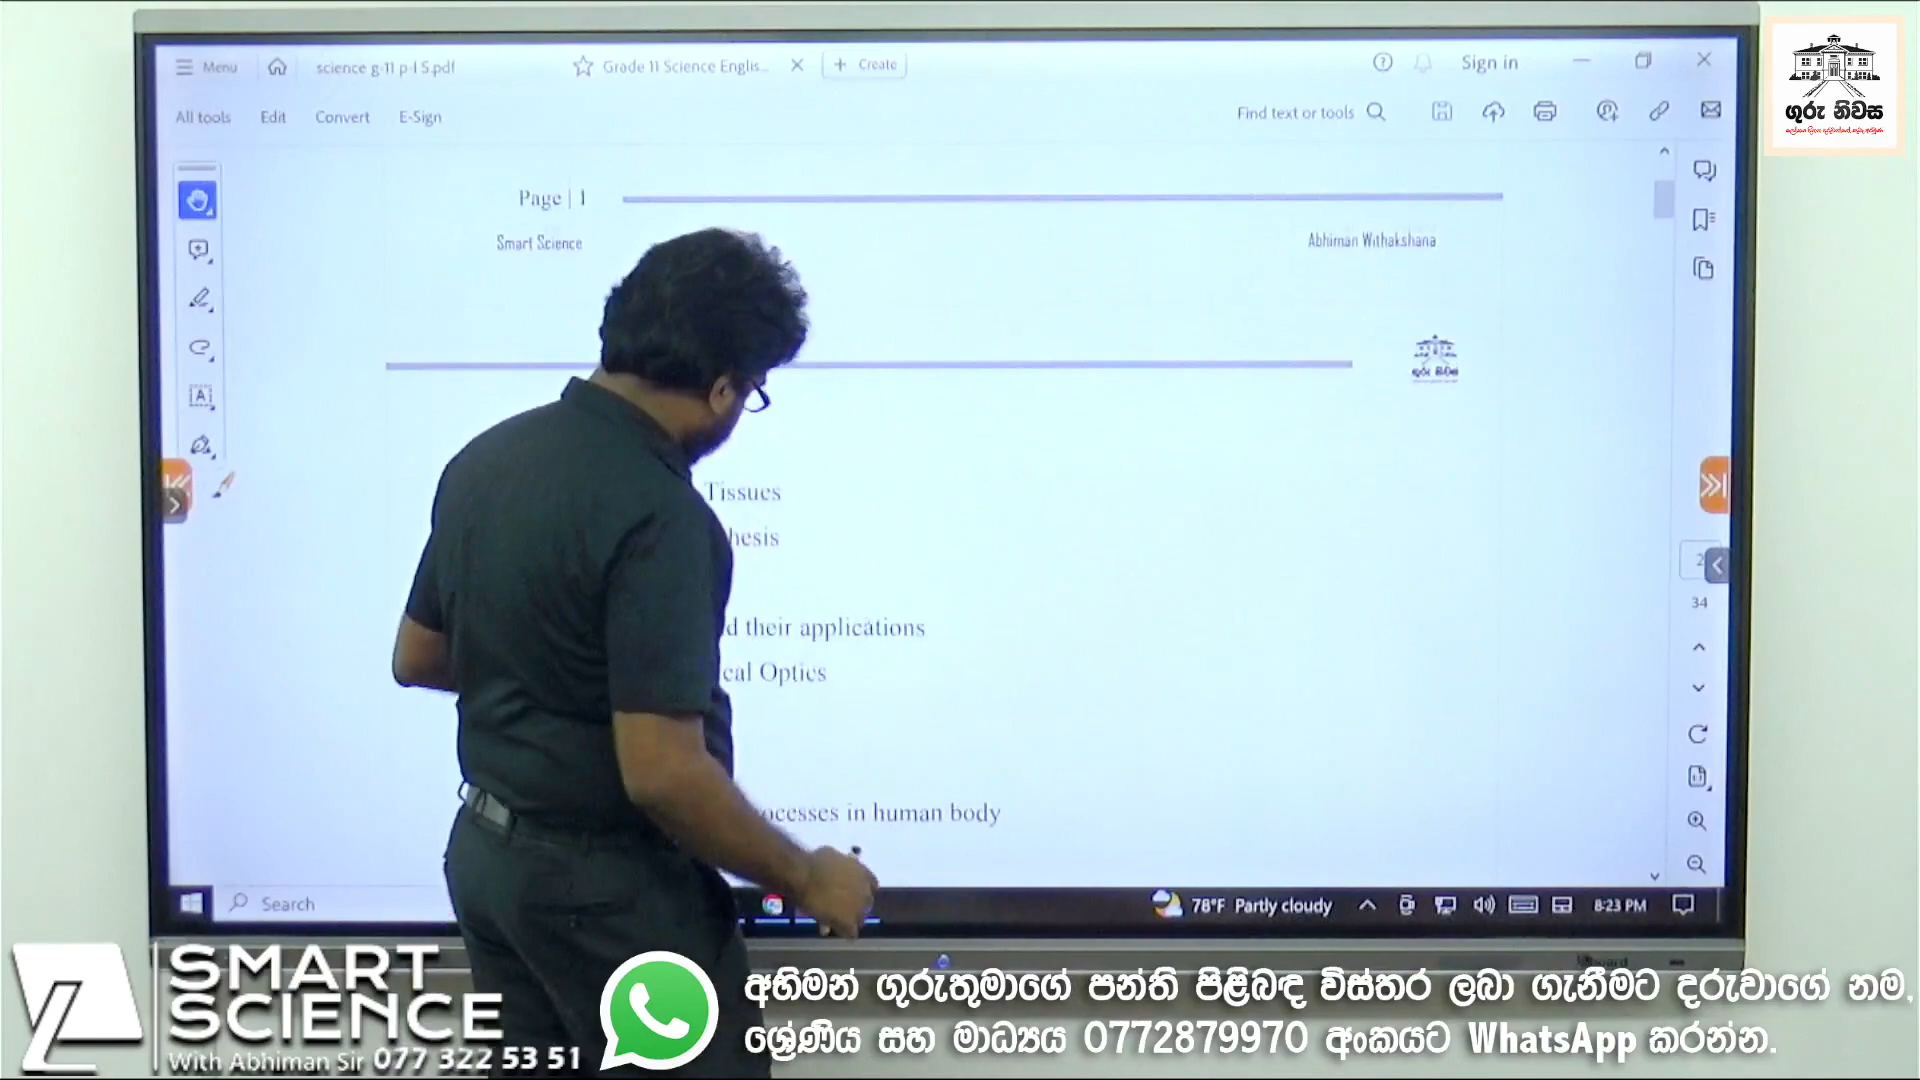 Menu
science g-11 p-I S.pdf
Grade 11 Science Englis...
Create
Sign in
All tools
Edit
Convert
E-Sign
Find text or tools
Page | 1
Smart Science
Abhiman Withakshana
ගුරු නිවස
ගුරු නිවස
Tissues
hesis
d their applications
cal Optics
2
34
ocesses in human body
Search
78°F Partly cloudy
8:23 PM
SMART
SCIENCE
With Abhiman Sir 077 322 53 51
අභිමන් ගුරුතුමාගේ පන්ති පිළිබඳ විස්තර ලබා ගැනීමට දරුවාගේ නම,
ශ්‍රේණිය සහ මාධ්‍යය 0772879970 අංකයට WhatsApp කරන්න.